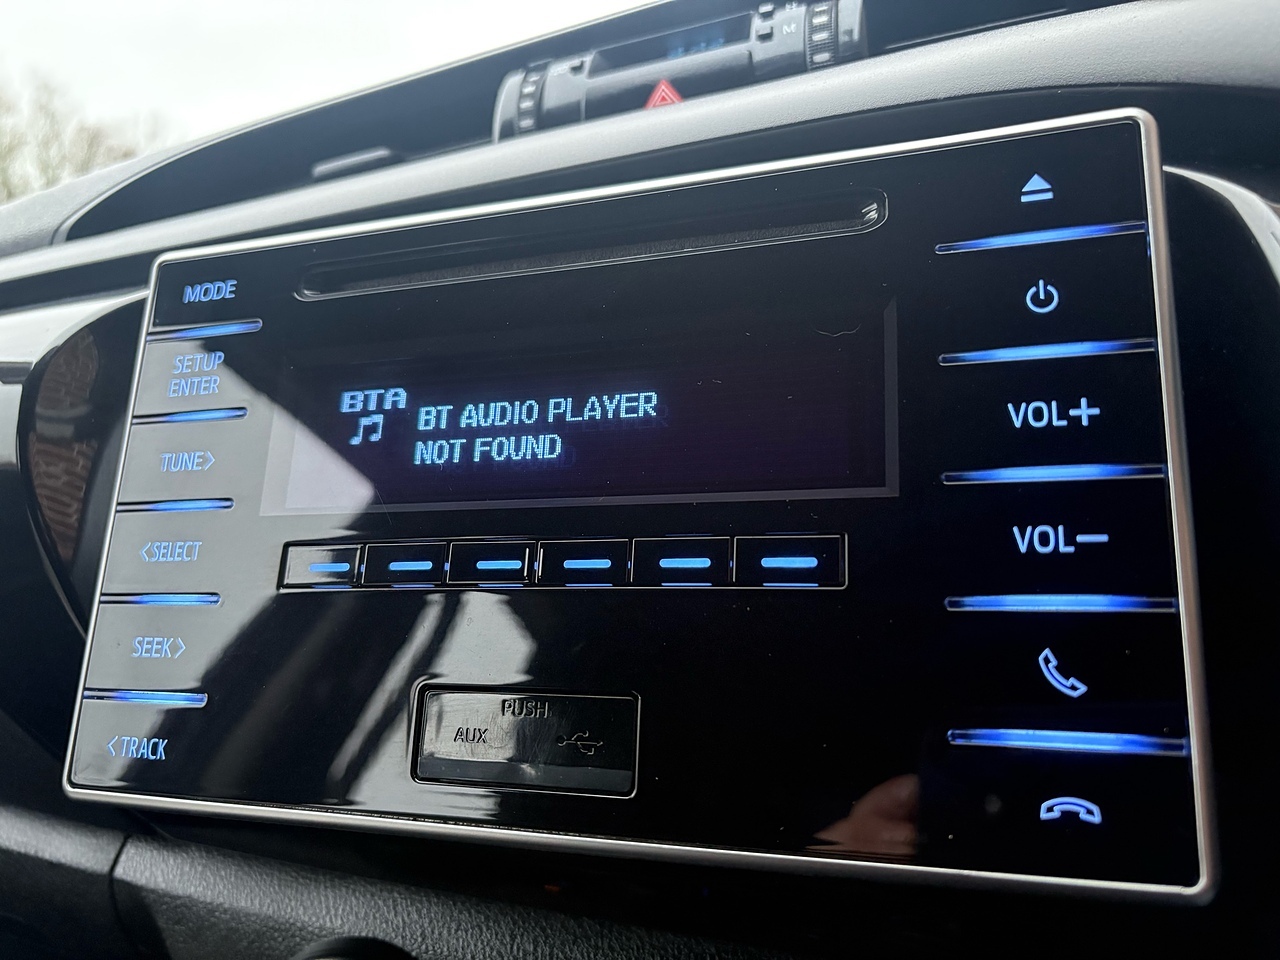 MODE
SETUP
ENTER
TUNE>
<SELECT
SEEK>
<TRACK
BTA
BT AUDIO PLAYER
NOT FOUND
PUSH
AUX
VOL+
VOL−